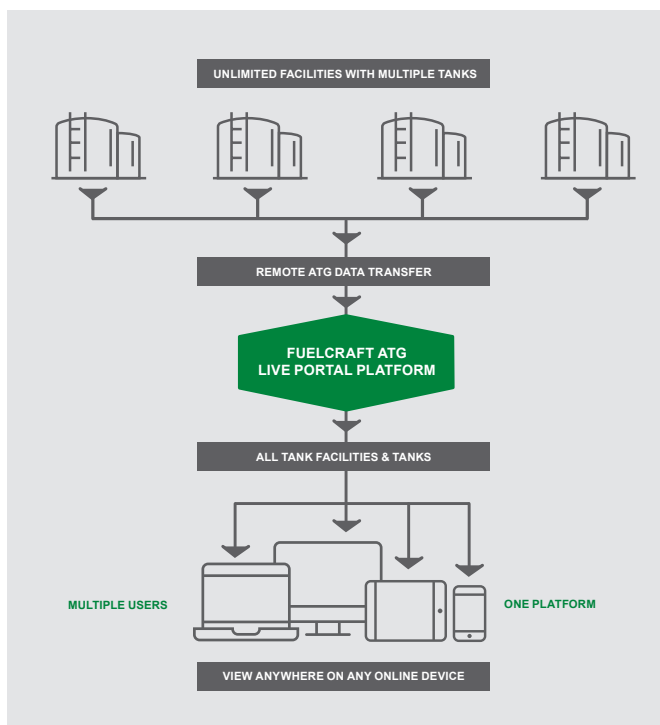 UNLIMITED FACILITIES WITH MULTIPLE TANKS
REMOTE ATG DATA TRANSFER
FUELCRAFT ATG
LIVE PORTAL PLATFORM
ALL TANK FACILITIES & TANKS
MULTIPLE USERS
ONE PLATFORM
VIEW ANYWHERE ON ANY ONLINE DEVICE